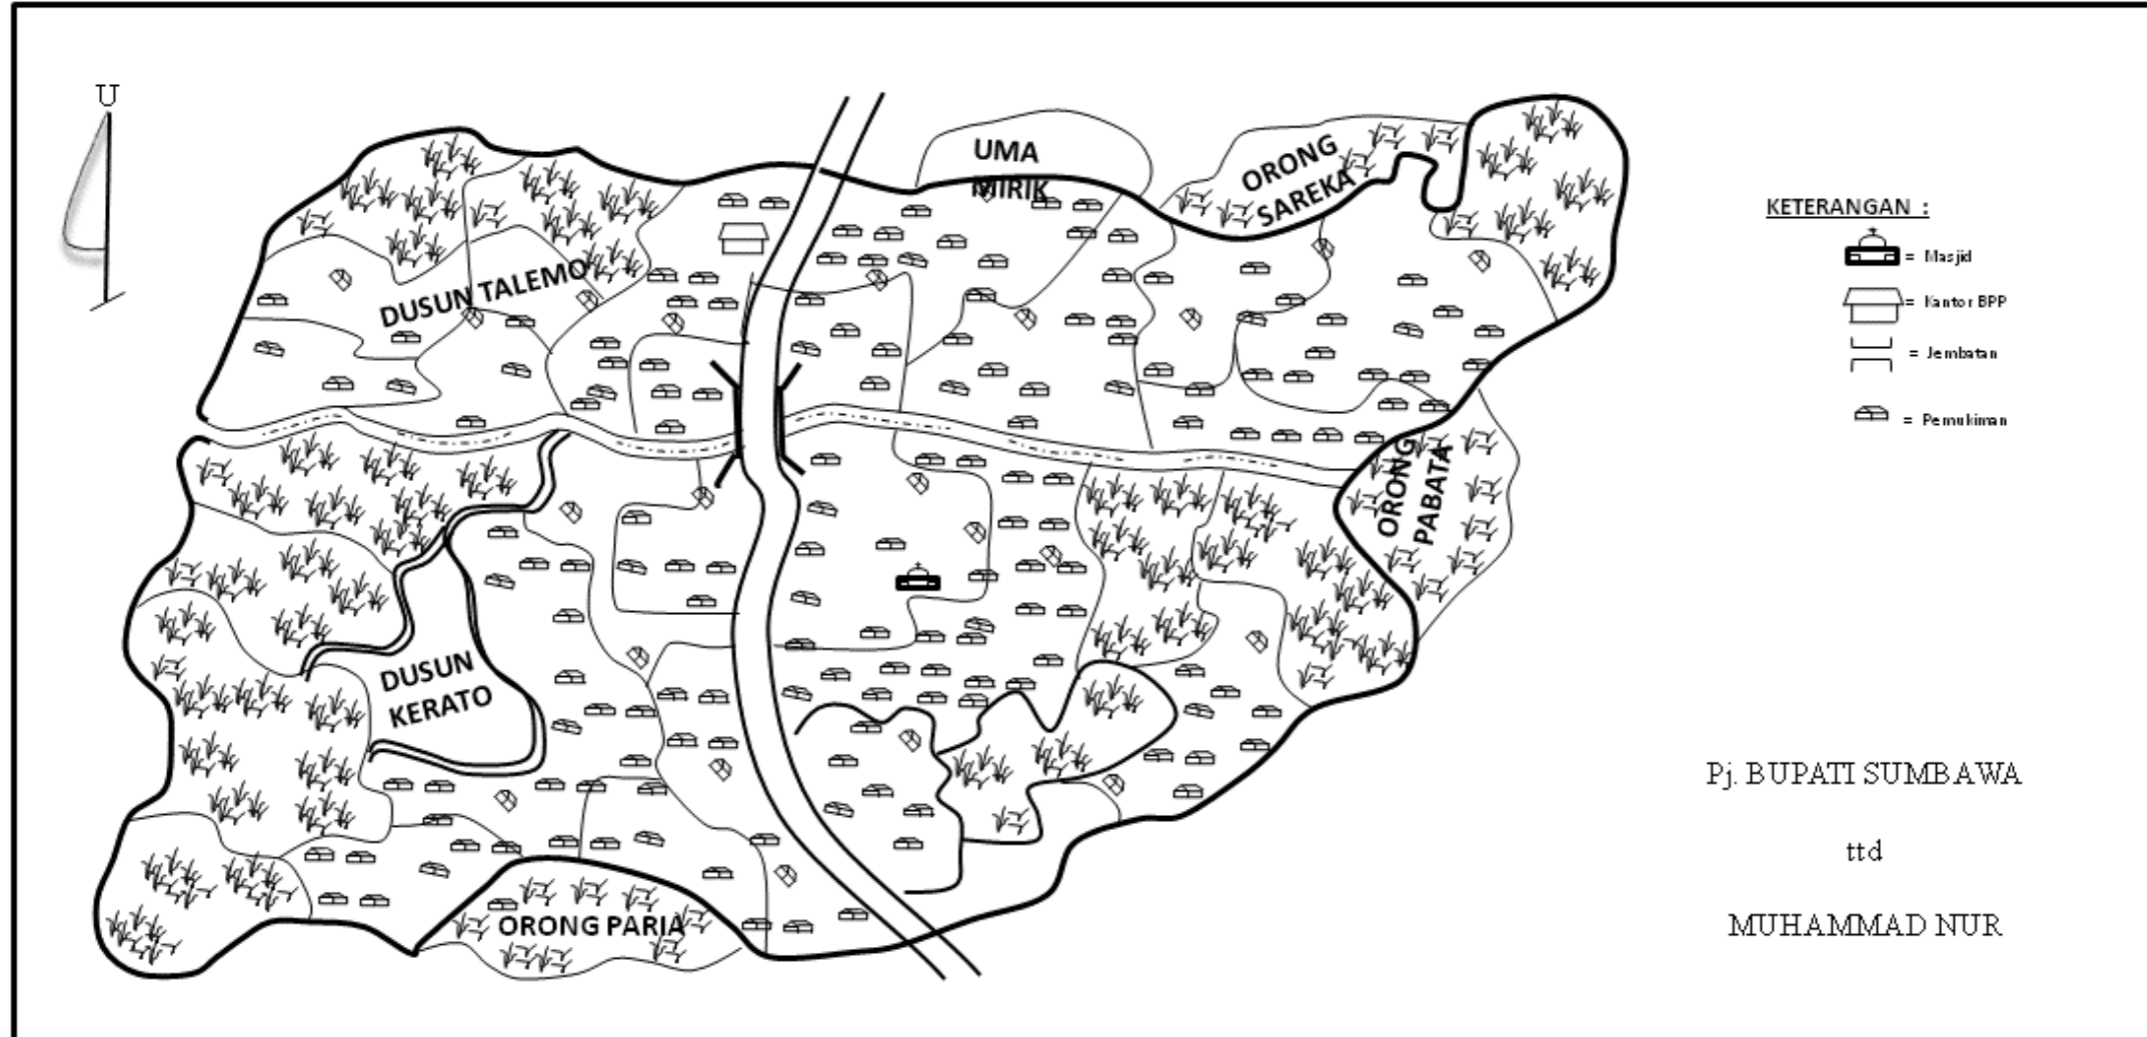 U
UMA
MIRIK
ORONG
SAREKA
DUSUN TALEMO
ORONG
PABATA
DUSUN
KERATO
ORONG PARIA
KETERANGAN :
= Masjid
= Kantor BPP
= Jembatan
= Pemukiman
Pj. BUPATI SUMBAWA
ttd
MUHAMMAD NUR